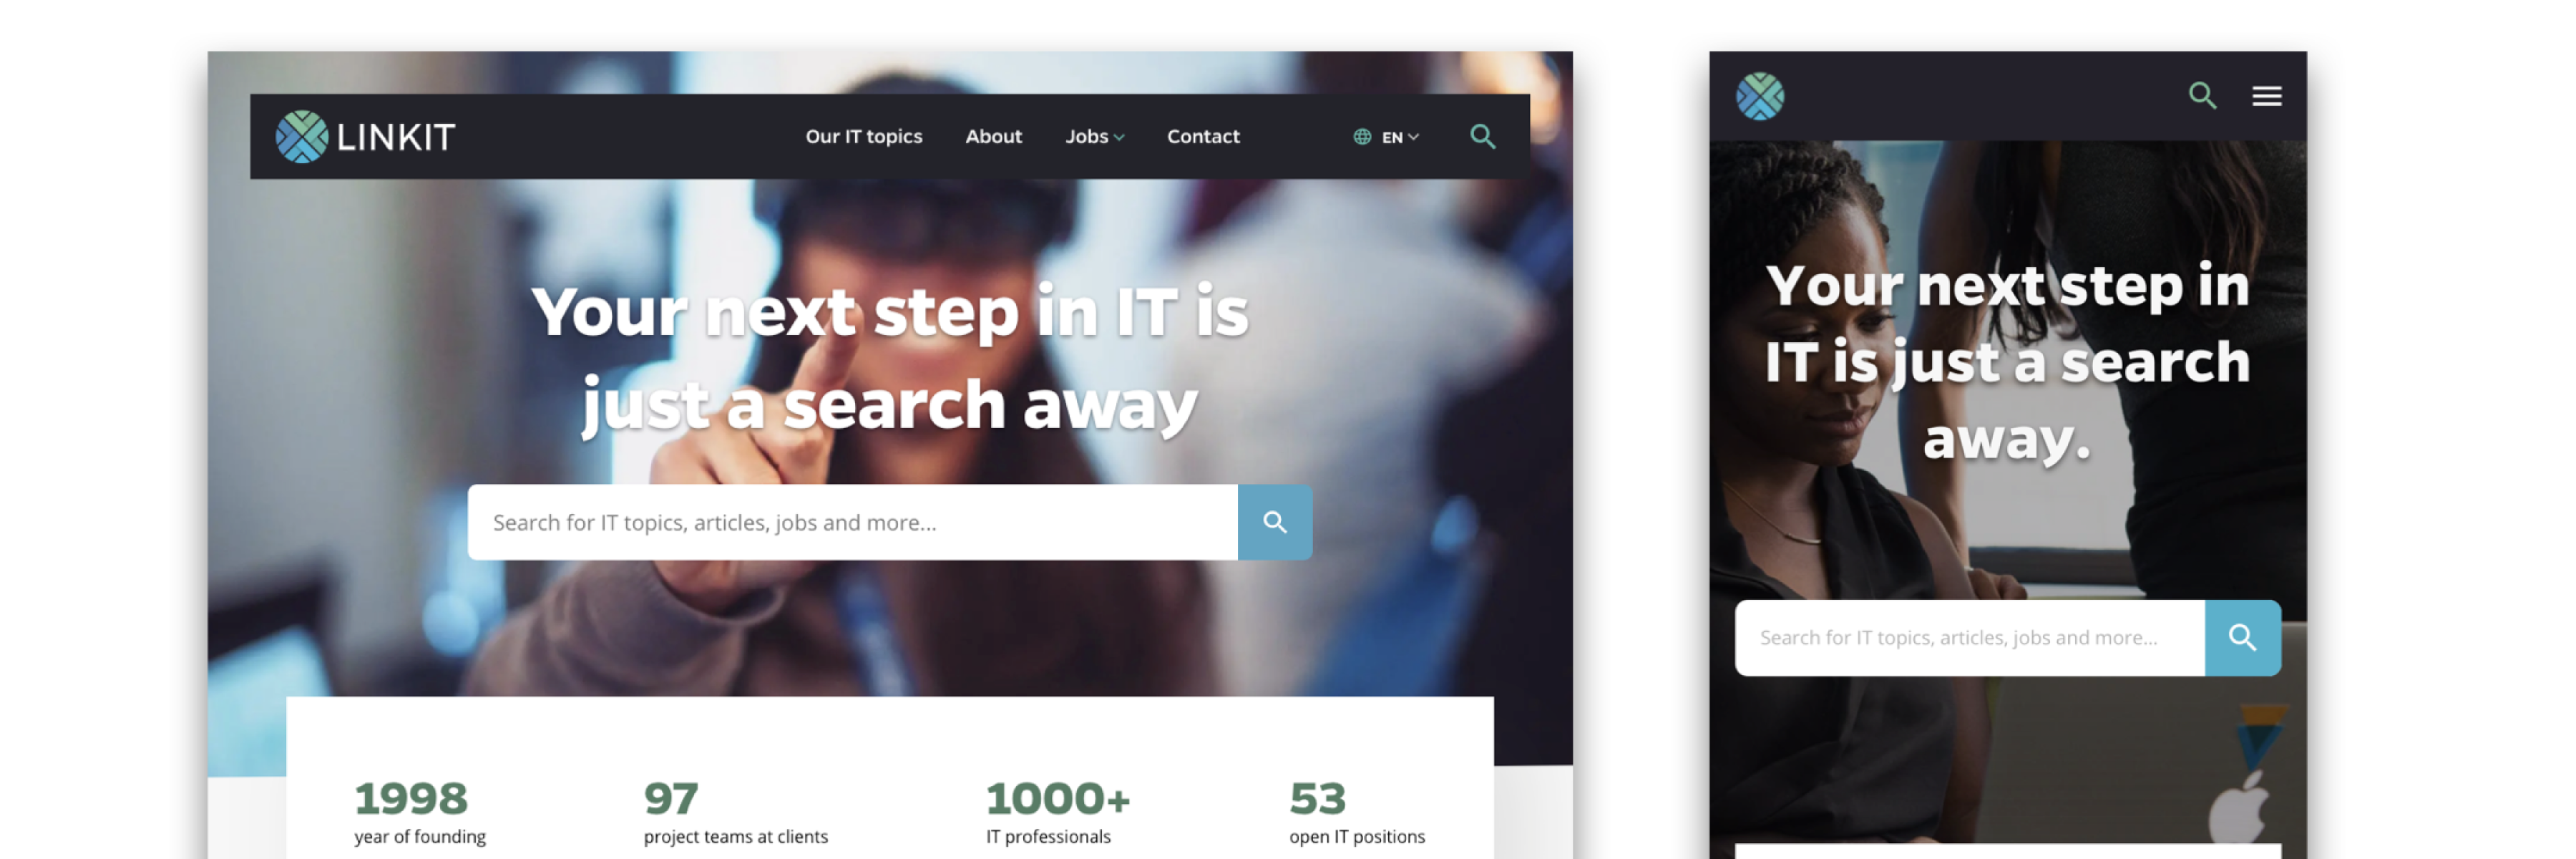 LINKIT
Our IT topics
About
Jobs
Contact
EN
Your next step in IT is
just a search away
Search for IT topics, articles, jobs and more...
1998
year of founding
97
project teams at clients
1000+
IT professionals
53
open IT positions
Your next step in
IT is just a search
away.
Search for IT topics, articles, jobs and more...